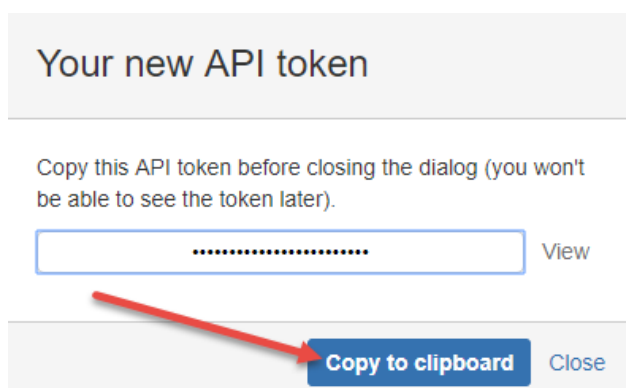 Your new API token
Copy this API token before closing the dialog (you won't
be able to see the token later).
•••••••••••••••••••••••• View
Copy to clipboard Close